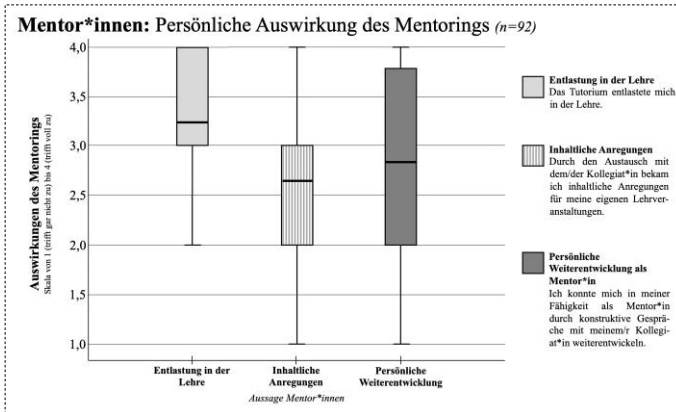 Mentor*innen: Persönliche Auswirkung des Mentorings (n=92)
Auswirkungen des Mentorings
Skala von 1 (trifft gar nicht zu) bis 4 (trifft voll zu)
4,0
3,5
3,0
2,5
2,0
1,5
1,0
Entlastung in der
Lehre
Inhaltliche
Anregungen
Persönliche
Weiterentwicklung
Aussage Mentor*innen
Entlastung in der Lehre
Das Tutorium entlastete mich
in der Lehre.
Inhaltliche Anregungen
Durch den Austausch mit
dem/der Kollegiat*in bekam
ich inhaltliche Anregungen
für meine eigenen Lehrver-
anstaltungen.
Persönliche
Weiterentwicklung als
Mentor*in
Ich konnte mich in meiner
Fähigkeit als Mentor*in
durch konstruktive Gesprä-
che mit meinem/r Kollegi-
at*in weiterentwickeln.